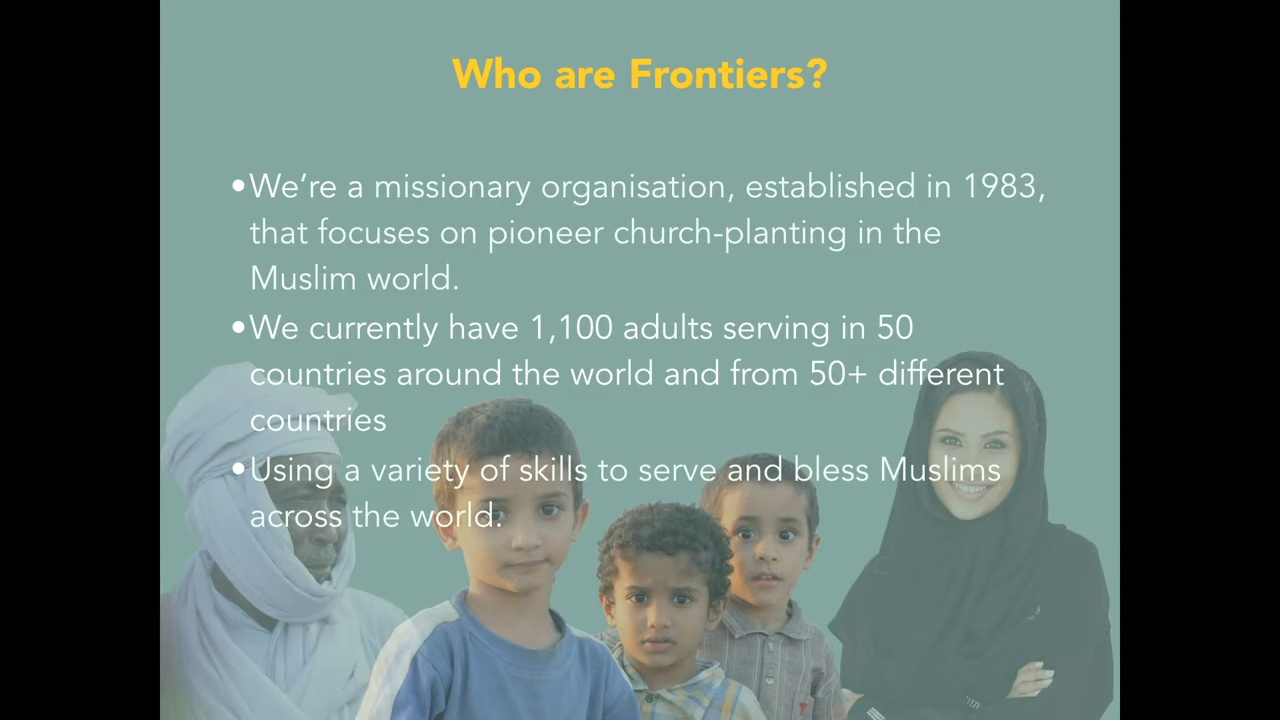 Who are Frontiers?
•We’re a missionary organisation, established in 1983,
that focuses on pioneer church-planting in the
Muslim world.
•We currently have 1,100 adults serving in 50
countries around the world and from 50+ different
countries
•Using a variety of skills to serve and bless Muslims
across the world.